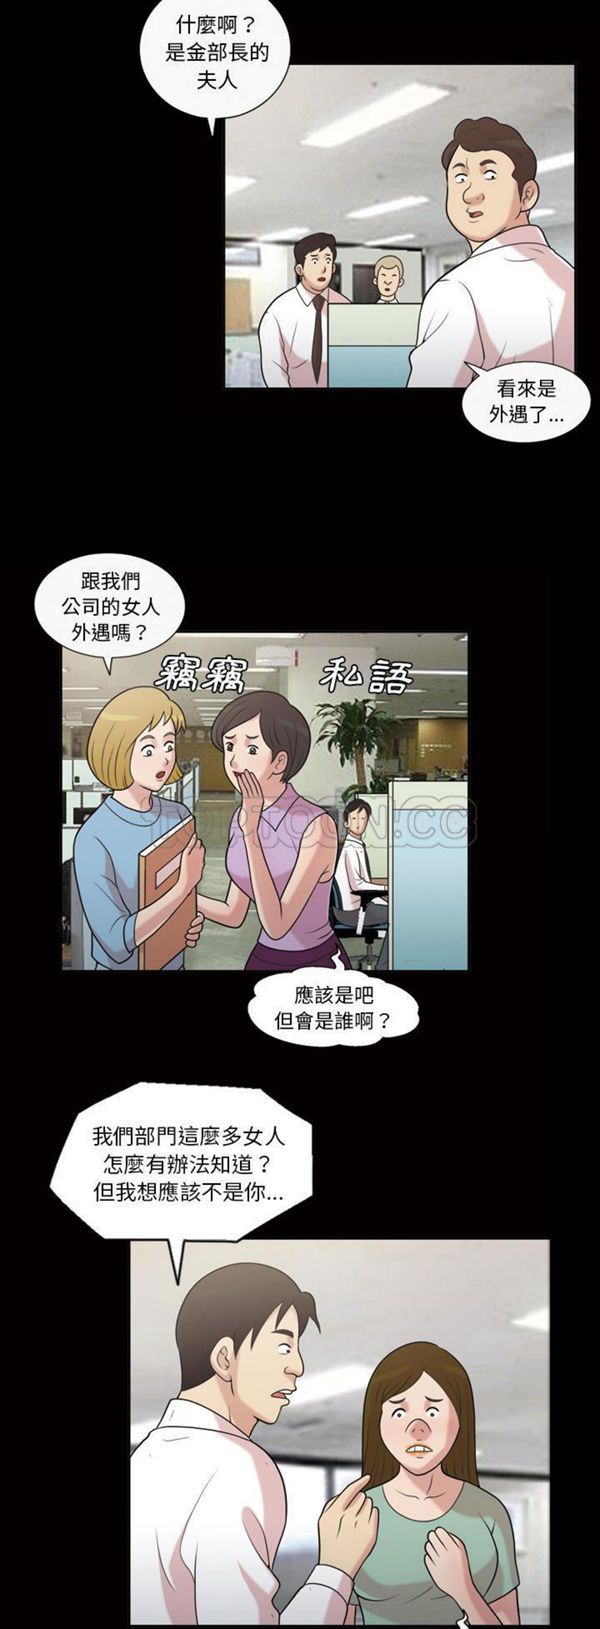 什麼啊？
是金部長的
夫人
看來是
外遇了...
跟我們
公司的女人
外遇嗎？
竊竊 私語
TOPTOON.CC
應該是吧
但會是誰啊？
我們部門這麼多女人
怎麼有辦法知道？
但我想應該不是你...